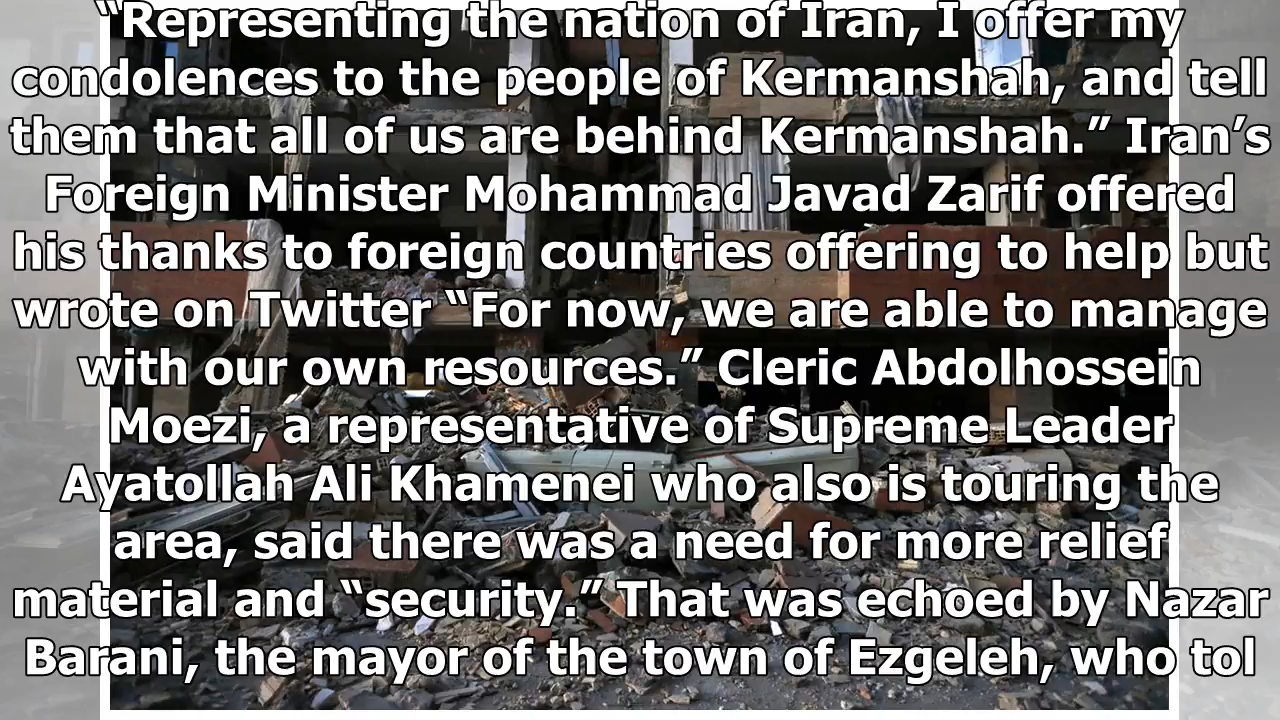 “Representing the nation of Iran, I offer my
condolences to the people of Kermanshah, and tell
them that all of us are behind Kermanshah.” Iran’s
Foreign Minister Mohammad Javad Zarif offered
his thanks to foreign countries offering to help but
wrote on Twitter “For now, we are able to manage
with our own resources.” Cleric Abdolhossein
Moezi, a representative of Supreme Leader
Ayatollah Ali Khamenei who also is touring the
area, said there was a need for more relief
material and “security.” That was echoed by Nazar
Barani, the mayor of the town of Ezgeleh, who tol